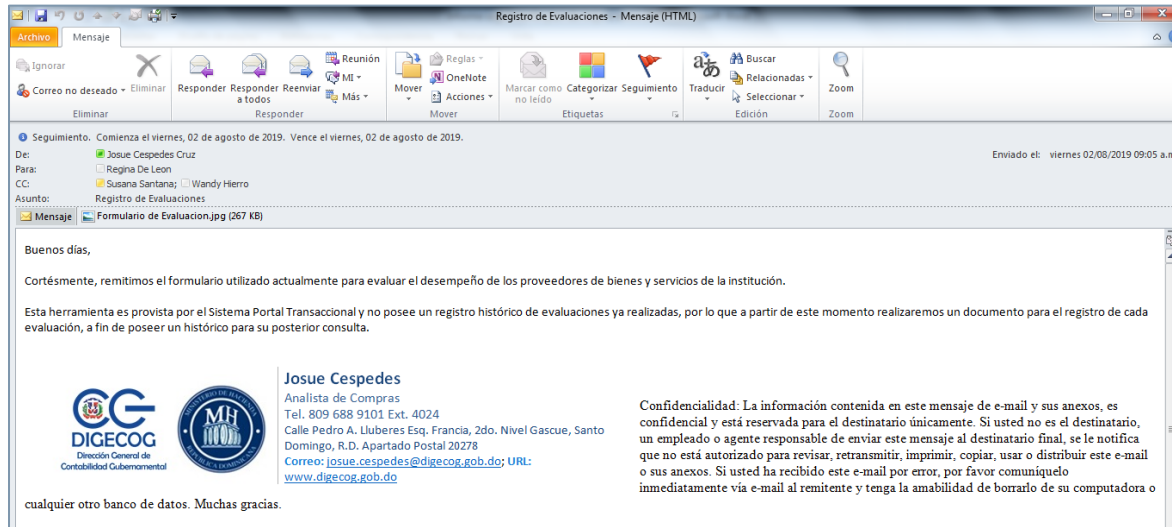 Registro de Evaluaciones - Mensaje (HTML)
Archivo Mensaje
Ignorar
Correo no deseado Eliminar
Eliminar
Responder Responder a todos Reenviar
Reunión
MI
Más
Responder
Mover
Reglas
OneNote
Acciones
Mover
Marcar como no leído Categorizar Seguimiento
Etiquetas
Traducir
Buscar
Relacionadas
Seleccionar
Edición
Zoom
Zoom
Seguimiento. Comienza el viernes, 02 de agosto de 2019. Vence el viernes, 02 de agosto de 2019.
De: Josue Cespedes Cruz Enviado el: viernes 02/08/2019 09:05 a.m
Para: Regina De Leon
CC: Susana Santana; Wandy Hierro
Asunto: Registro de Evaluaciones
Mensaje Formulario de Evaluacion.jpg (267 KB)
Buenos días,
Cortésmente, remitimos el formulario utilizado actualmente para evaluar el desempeño de los proveedores de bienes y servicios de la institución.
Esta herramienta es provista por el Sistema Portal Transaccional y no posee un registro histórico de evaluaciones ya realizadas, por lo que a partir de este momento realizaremos un documento para el registro de cada
evaluación, a fin de poseer un histórico para su posterior consulta.
DIGECOG
Dirección General de
Contabilidad Gubernamental
MINISTERIO DE HACIENDA
MH
REPUBLICA DOMINICANA
Josue Cespedes
Analista de Compras
Tel. 809 688 9101 Ext. 4024
Calle Pedro A. Lluberes Esq. Francia, 2do. Nivel Gascue, Santo
Domingo, R.D. Apartado Postal 20278
Correo: josue.cespedes@digecog.gob.do; URL:
www.digecog.gob.do
Confidencialidad: La información contenida en este mensaje de e-mail y sus anexos, es
confidencial y está reservada para el destinatario únicamente. Si usted no es el destinatario,
un empleado o agente responsable de enviar este mensaje al destinatario final, se le notifica
que no está autorizado para revisar, retransmitir, imprimir, copiar, usar o distribuir este e-mail
o sus anexos. Si usted ha recibido este e-mail por error, por favor comuníquelo
inmediatamente vía e-mail al remitente y tenga la amabilidad de borrarlo de su computadora o
cualquier otro banco de datos. Muchas gracias.